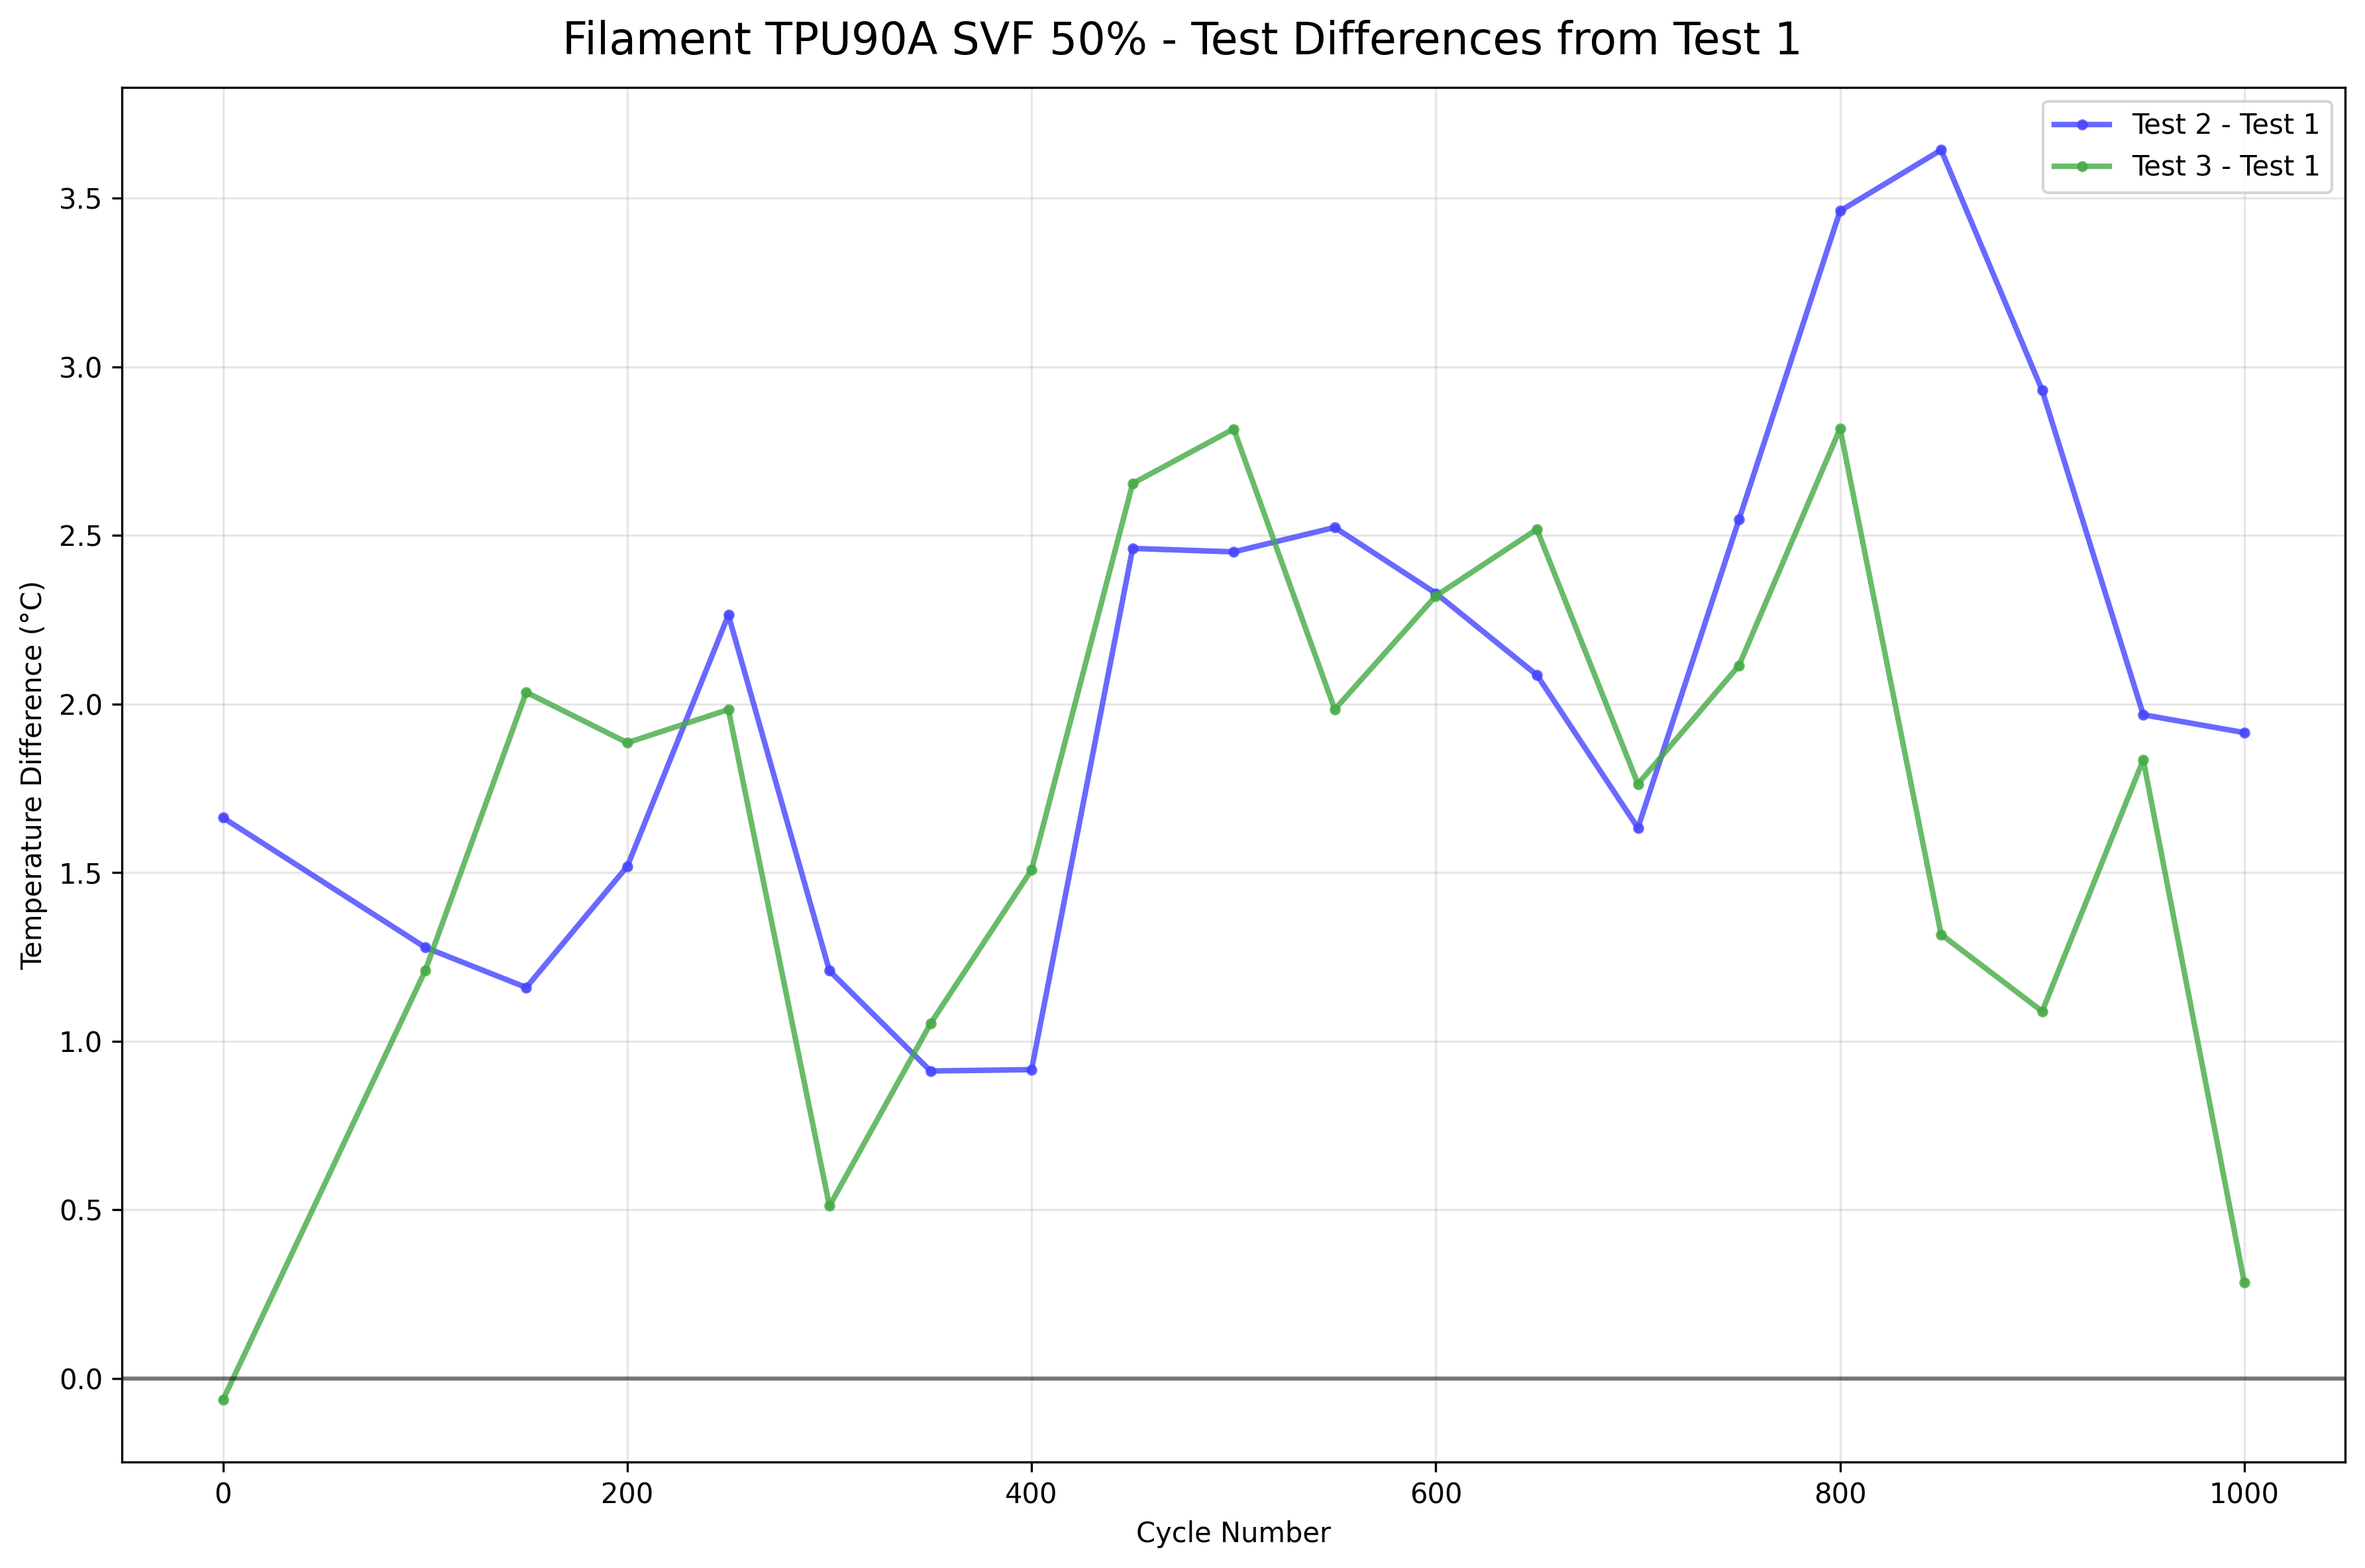 Filament TPU90A SVF 50% - Test Differences from Test 1
Test 2 - Test 1
Test 3 - Test 1
Temperature Difference (°C)
3.5
3.0
2.5
2.0
1.5
1.0
0.5
0.0
0
200
400
600
800
1000
Cycle Number